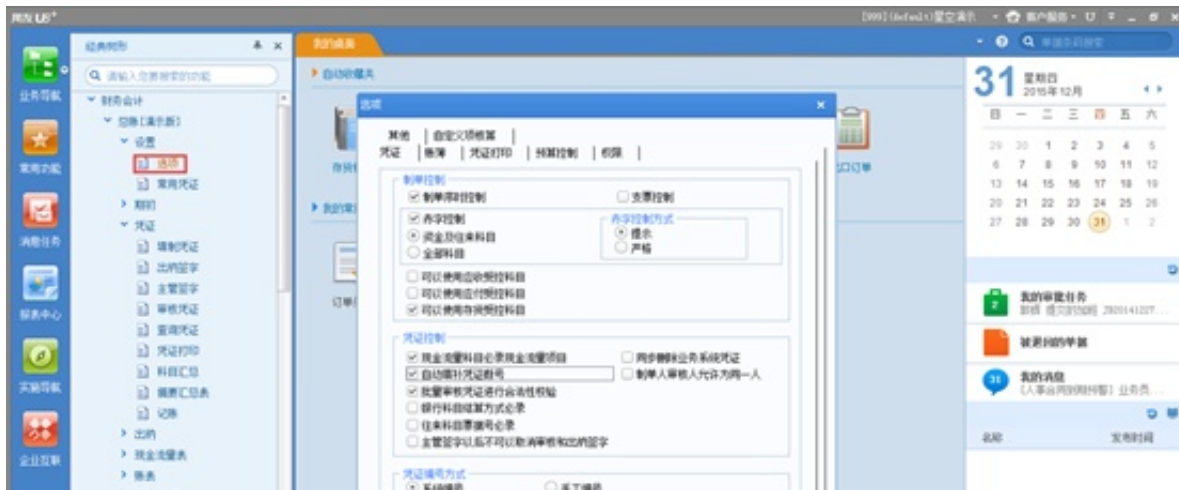 用友 U8⁺
[999](default)星空演示
客户服务
业务导航
常用功能
消息任务
报表中心
实施导航
企业互联
经典树形
请输入您要搜索的功能
财务会计
总账[演示版]
设置
选项
常用凭证
期初
凭证
填制凭证
出纳签字
主管签字
审核凭证
查询凭证
凭证打印
科目汇总
摘要汇总表
记账
出纳
现金流量表
账表
我的桌面
单据条码搜索
自动收藏夹
出口订单
选项
其他 自定义项核算
凭证 账簿 凭证打印 预算控制 权限
制单控制
制单序时控制 支票控制
赤字控制 赤字控制方式
资金及往来科目 提示
全部科目 严格
可以使用应收受控科目
可以使用应付受控科目
可以使用存货受控科目
凭证控制
现金流量科目必录现金流量项目 同步删除业务系统凭证
自动填补凭证断号 制单人审核人允许为同一人
批量审核凭证进行合法性校验
银行科目结算方式必录
往来科目票据号必录
主管签字以后不可以取消审核和出纳签字
凭证编号方式
系统编号 手工编号
31 星期四
2015年12月
日 一 二 三 四 五 六
29 30 1 2 3 4 5
6 7 8 9 10 11 12
13 14 15 16 17 18 19
20 21 22 23 24 25 26
27 28 29 30 31 1 2
2 我的审批任务
31 我的消息
业务员...
名称 发布时间